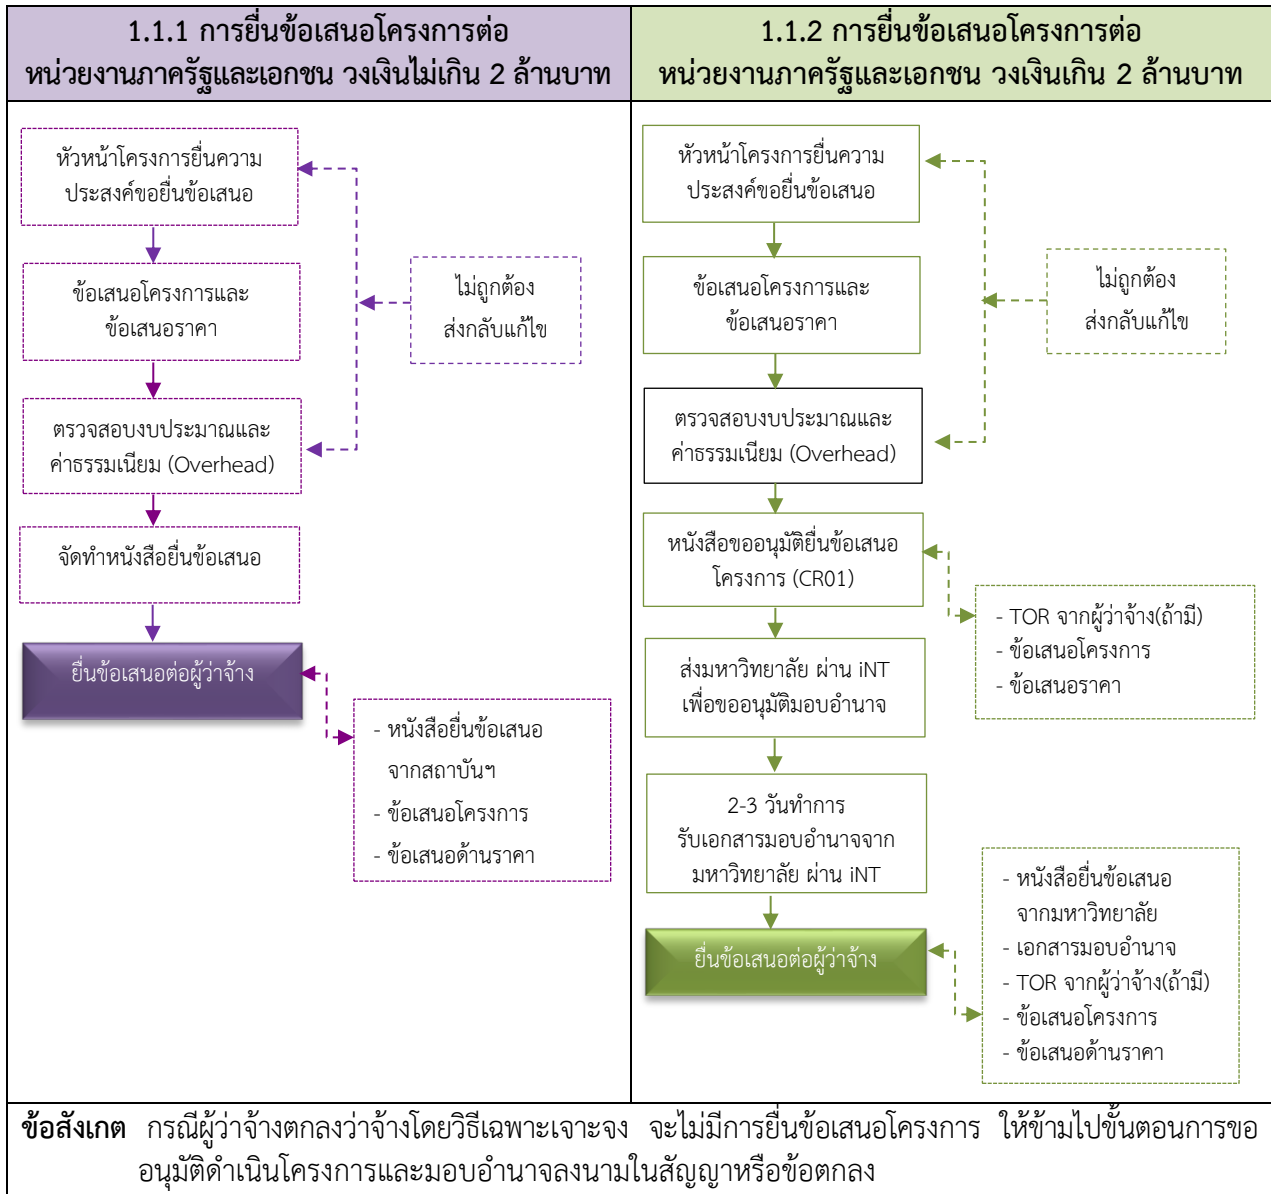 1.1.1 การยื่นข้อเสนอโครงการต่อ
หน่วยงานภาครัฐและเอกชน วงเงินไม่เกิน 2 ล้านบาท
หัวหน้าโครงการยื่นความ
ประสงค์ขอยื่นข้อเสนอ
ข้อเสนอโครงการและ
ข้อเสนอราคา
ไม่ถูกต้อง
ส่งกลับแก้ไข
ตรวจสอบงบประมาณและ
ค่าธรรมเนียม (Overhead)
จัดทำหนังสือยื่นข้อเสนอ
ยื่นข้อเสนอต่อผู้ว่าจ้าง
- หนังสือยื่นข้อเสนอ
จากสถาบันฯ
- ข้อเสนอโครงการ
- ข้อเสนอด้านราคา
1.1.2 การยื่นข้อเสนอโครงการต่อ
หน่วยงานภาครัฐและเอกชน วงเงินเกิน 2 ล้านบาท
หัวหน้าโครงการยื่นความ
ประสงค์ขอยื่นข้อเสนอ
ข้อเสนอโครงการและ
ข้อเสนอราคา
ไม่ถูกต้อง
ส่งกลับแก้ไข
ตรวจสอบงบประมาณและ
ค่าธรรมเนียม (Overhead)
หนังสือขออนุมัติยื่นข้อเสนอ
โครงการ (CR01)
- TOR จากผู้ว่าจ้าง(ถ้ามี)
- ข้อเสนอโครงการ
- ข้อเสนอราคา
ส่งมหาวิทยาลัย ผ่าน iNT
เพื่อขออนุมัติมอบอำนาจ
2-3 วันทำการ
รับเอกสารมอบอำนาจจาก
มหาวิทยาลัย ผ่าน iNT
ยื่นข้อเสนอต่อผู้ว่าจ้าง
- หนังสือยื่นข้อเสนอ
จากมหาวิทยาลัย
- เอกสารมอบอำนาจ
- TOR จากผู้ว่าจ้าง(ถ้ามี)
- ข้อเสนอโครงการ
- ข้อเสนอด้านราคา
ข้อสังเกต กรณีผู้ว่าจ้างตกลงว่าจ้างโดยวิธีเฉพาะเจาะจง จะไม่มีการยื่นข้อเสนอโครงการ ให้ข้ามไปขั้นตอนการขอ
อนุมัติดำเนินโครงการและมอบอำนาจลงนามในสัญญาหรือข้อตกลง